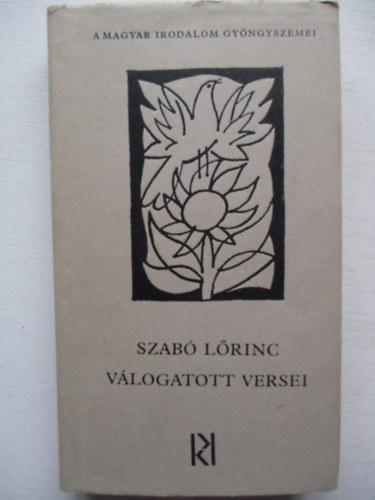 A MAGYAR IRODALOM GYÖNGYSZEMEI
SZABÓ LŐRINC
VÁLOGATOTT VERSEI